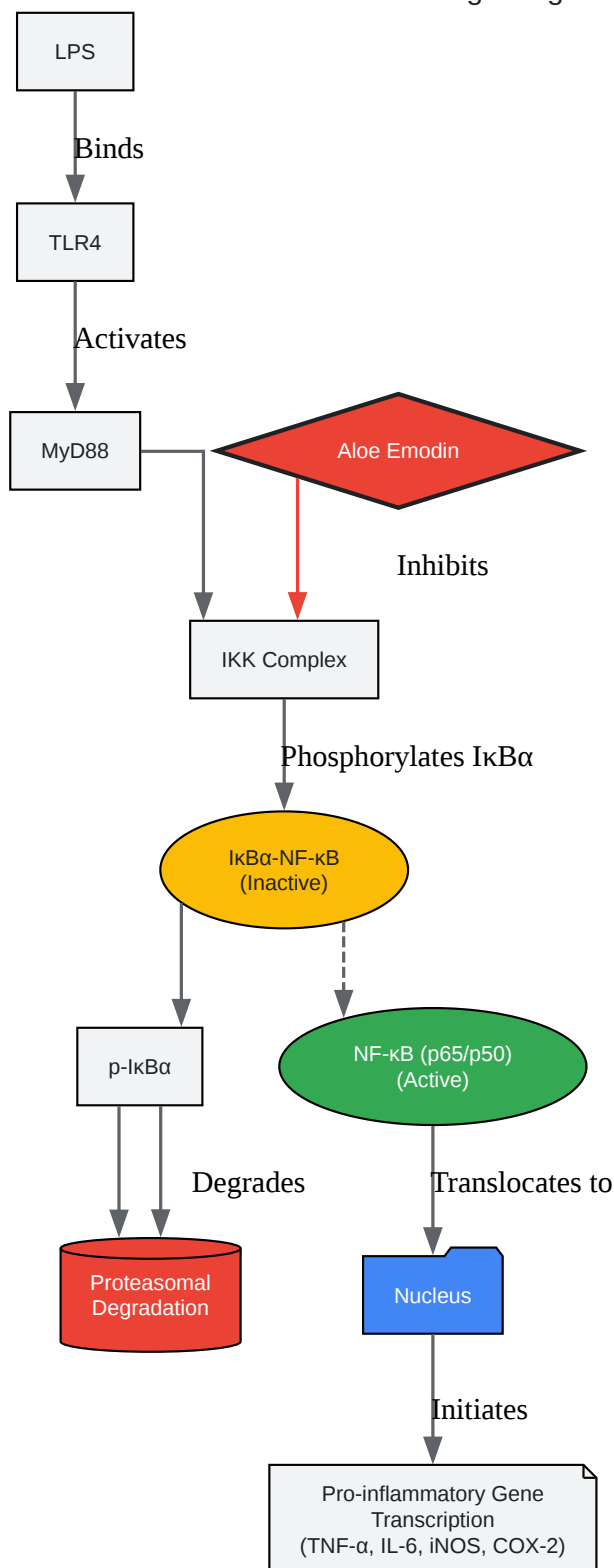 LPS
Binds
TLR4
Activates
MyD88
Aloe Emodin
Inhibits
IKK Complex
Phosphorylates IκBα
IκBα-NF-κB
(Inactive)
p-IκBα
NF-κB (p65/p50)
(Active)
Degrades
Translocates to
Proteasomal
Degradation
Nucleus
Initiates
Pro-inflammatory Gene
Transcription
(TNF-α, IL-6, iNOS, COX-2)